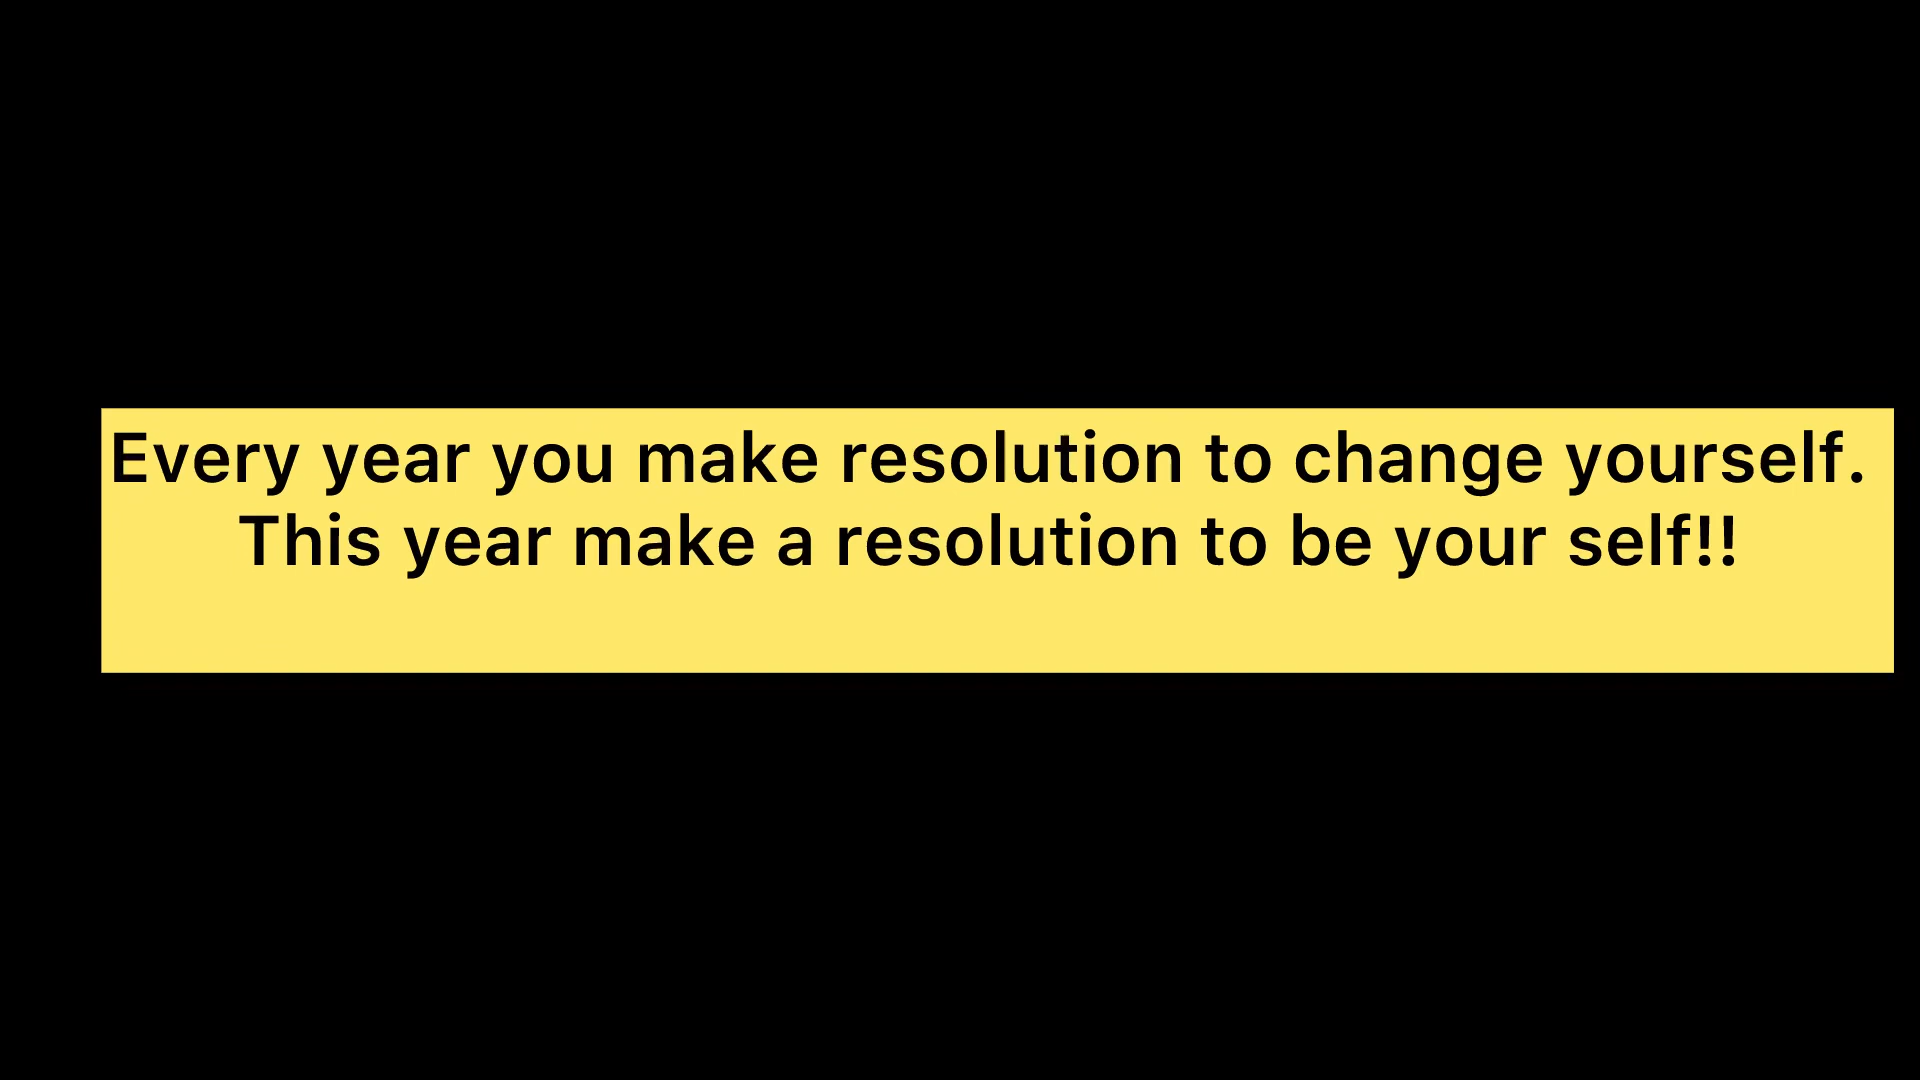 Every year you make resolution to change yourself.
This year make a resolution to be your self!!